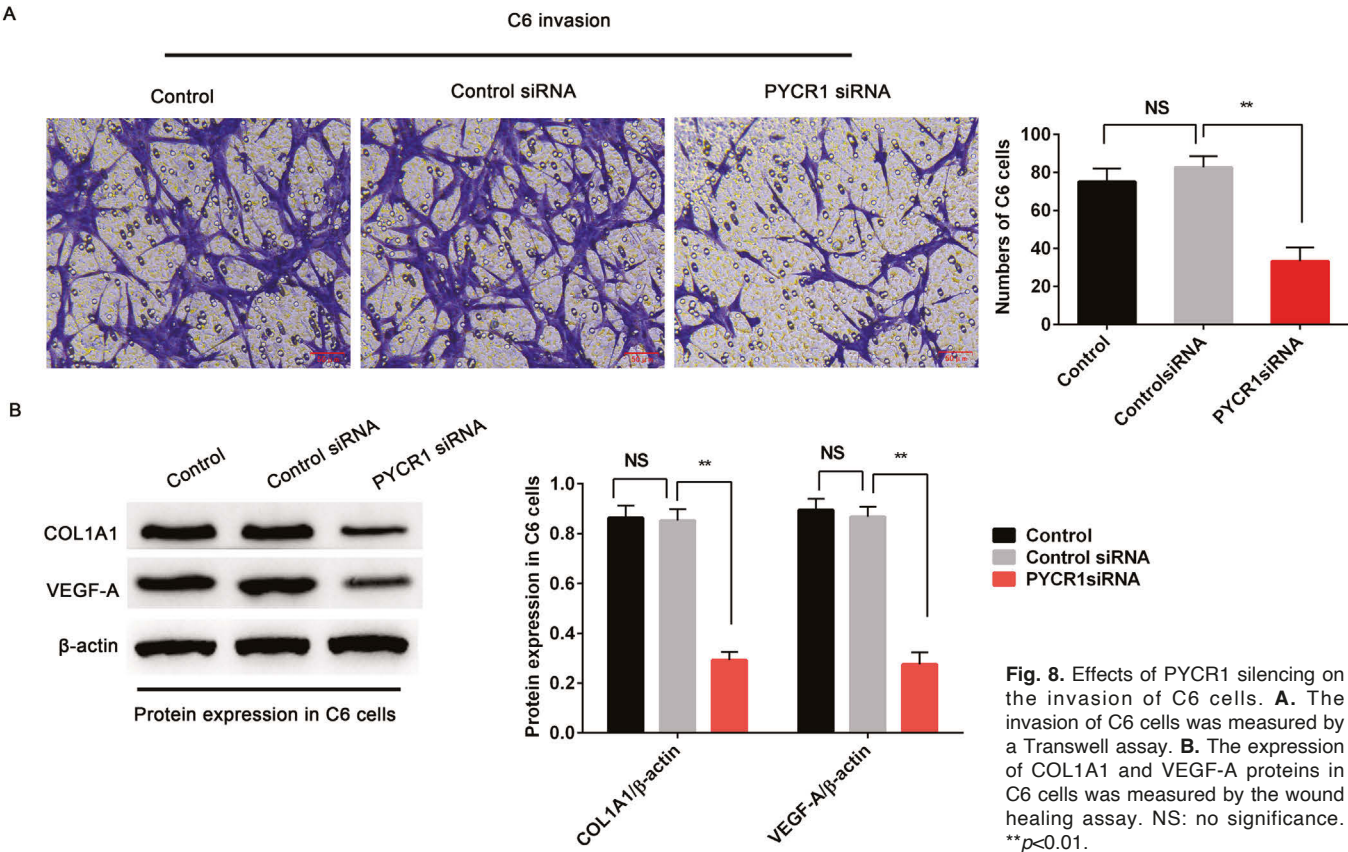 A
C6 invasion
Control
Control siRNA
PYCR1 siRNA
50 μm
50 μm
NS
**
Numbers of C6 cells
100
80
60
40
20
0
Control
ControlsiRNA
PYCR1siRNA
B
Control
Control siRNA
PYCR1 siRNA
COL1A1
VEGF-A
β-actin
Protein expression in C6 cells
NS
**
NS
**
Protein expression in C6 cells
1.0
0.8
0.6
0.4
0.2
0.0
COL1A1/β-actin
VEGF-A/β-actin
Control
Control siRNA
PYCR1siRNA
Fig. 8. Effects of PYCR1 silencing on
the invasion of C6 cells. A. The
invasion of C6 cells was measured by
a Transwell assay. B. The expression
of COL1A1 and VEGF-A proteins in
C6 cells was measured by the wound
healing assay. NS: no significance.
**p<0.01.